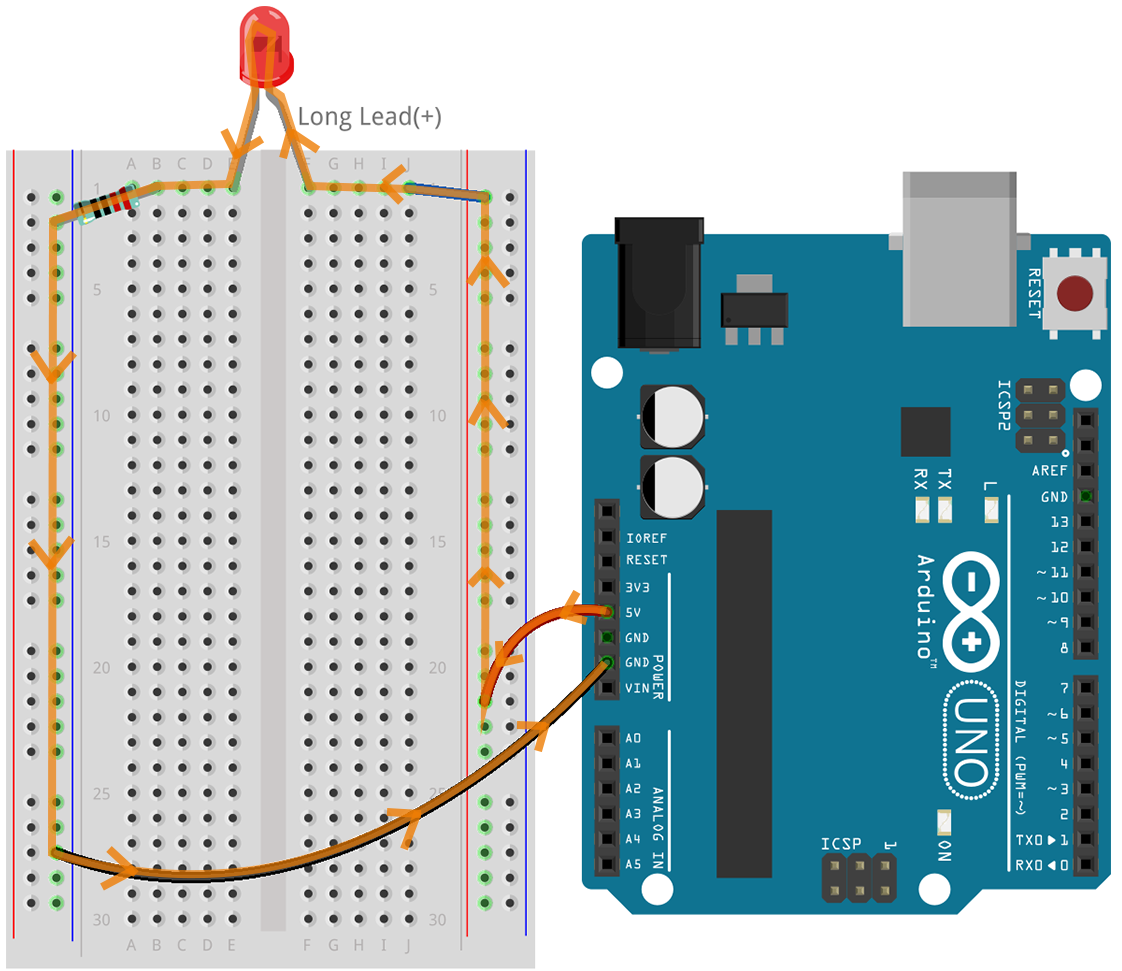 Long Lead(+)
A B C D E F G H I J
1
5 5
10 10
15 15
20 20
25 25
30 30
A B C D E F G H I J
RESET
ICSP2
AREF
GND
13
12
~11
~10
~9
8
7
~6
~5
4
~3
2
TX0▶1
RX0◀0
RX
TX
L
IOREF
RESET
3V3
5V
GND
GND
VIN
POWER
A0
A1
A2
A3
A4
A5
ANALOG IN
Arduino™
UNO
DIGITAL (PWM=~)
ICSP
1
ON